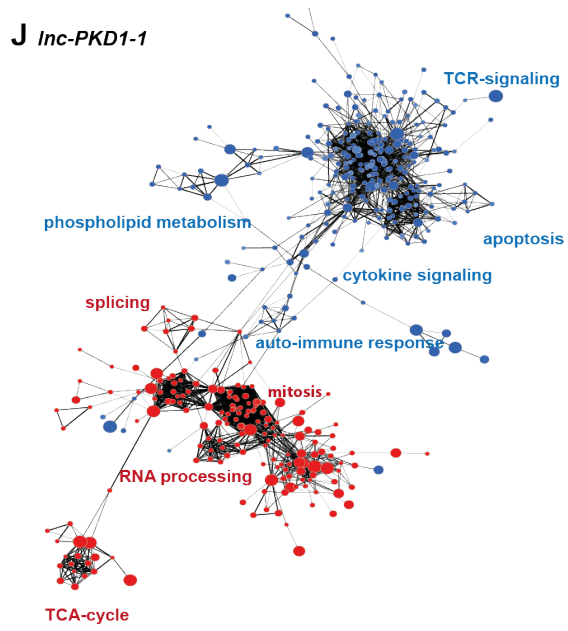 J lnc-PKD1-1
TCR-signaling
phospholipid metabolism
apoptosis
cytokine signaling
splicing
auto-immune response
mitosis
RNA processing
TCA-cycle